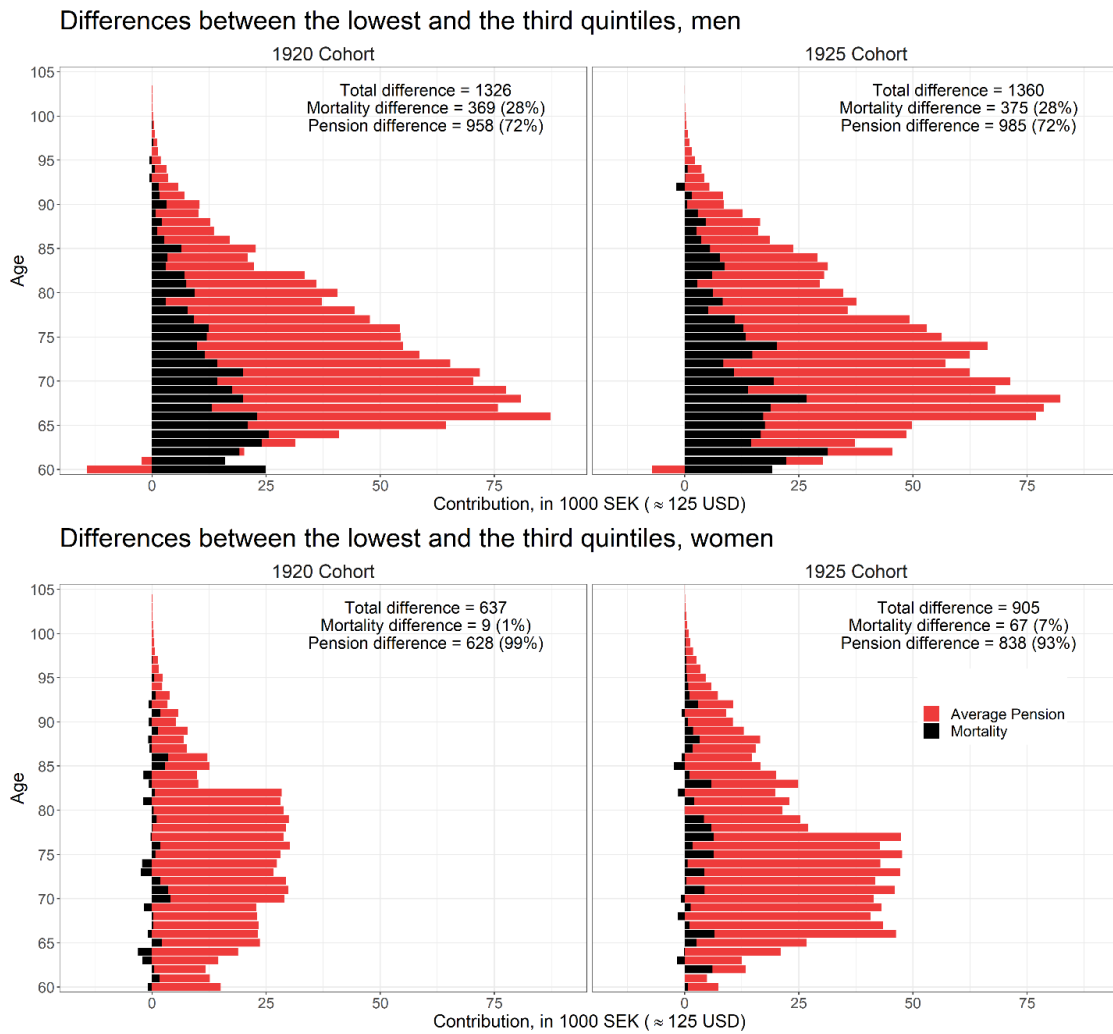 Differences between the lowest and the third quintiles, men
1920 Cohort
1925 Cohort
Total difference = 1326
Mortality difference = 369 (28%)
Pension difference = 958 (72%)
Total difference = 1360
Mortality difference = 375 (28%)
Pension difference = 985 (72%)
Age
105
100
95
90
85
80
75
70
65
60
0
25
50
75
0
25
50
75
Contribution, in 1000 SEK ( ≈ 125 USD)
Differences between the lowest and the third quintiles, women
1920 Cohort
1925 Cohort
Total difference = 637
Mortality difference = 9 (1%)
Pension difference = 628 (99%)
Total difference = 905
Mortality difference = 67 (7%)
Pension difference = 838 (93%)
Average Pension
Mortality
Age
105
100
95
90
85
80
75
70
65
60
0
25
50
75
0
25
50
75
Contribution, in 1000 SEK ( ≈ 125 USD)